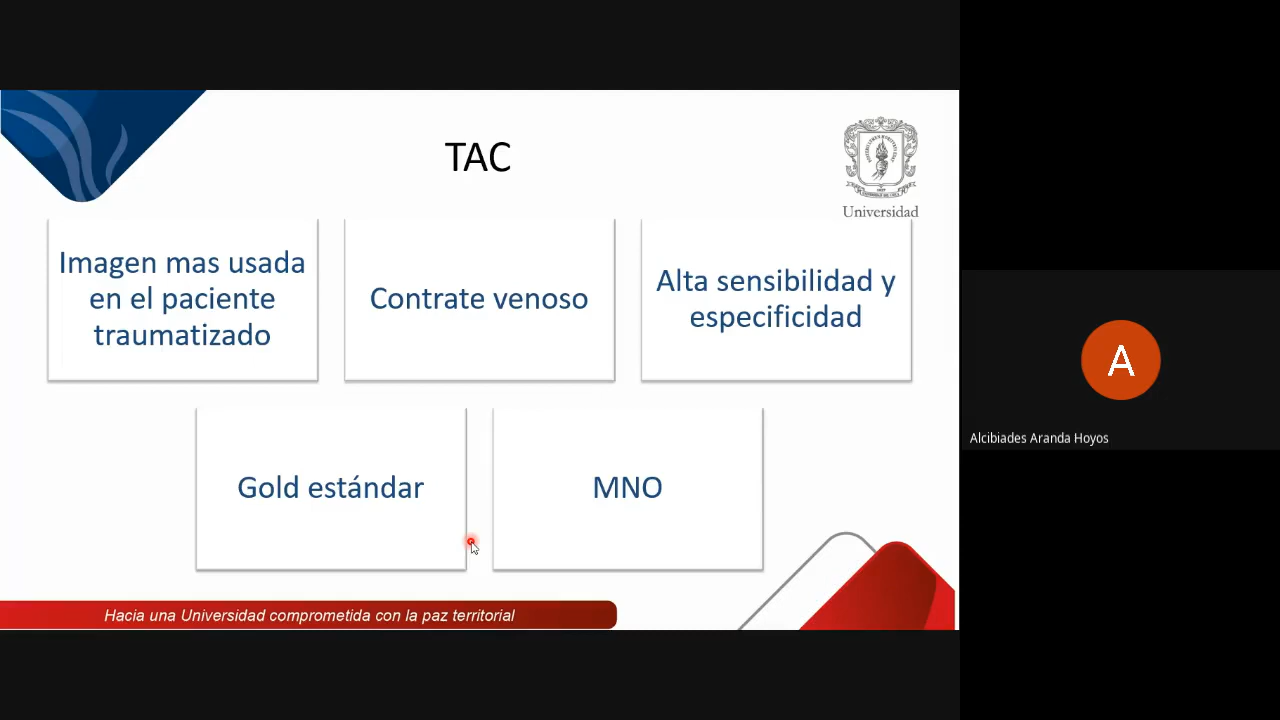 TAC
Universidad
Imagen mas usada
en el paciente
traumatizado
Contrate venoso
Alta sensibilidad y
especificidad
Gold estándar
MNO
Hacia una Universidad comprometida con la paz territorial
A
Alcibiades Aranda Hoyos